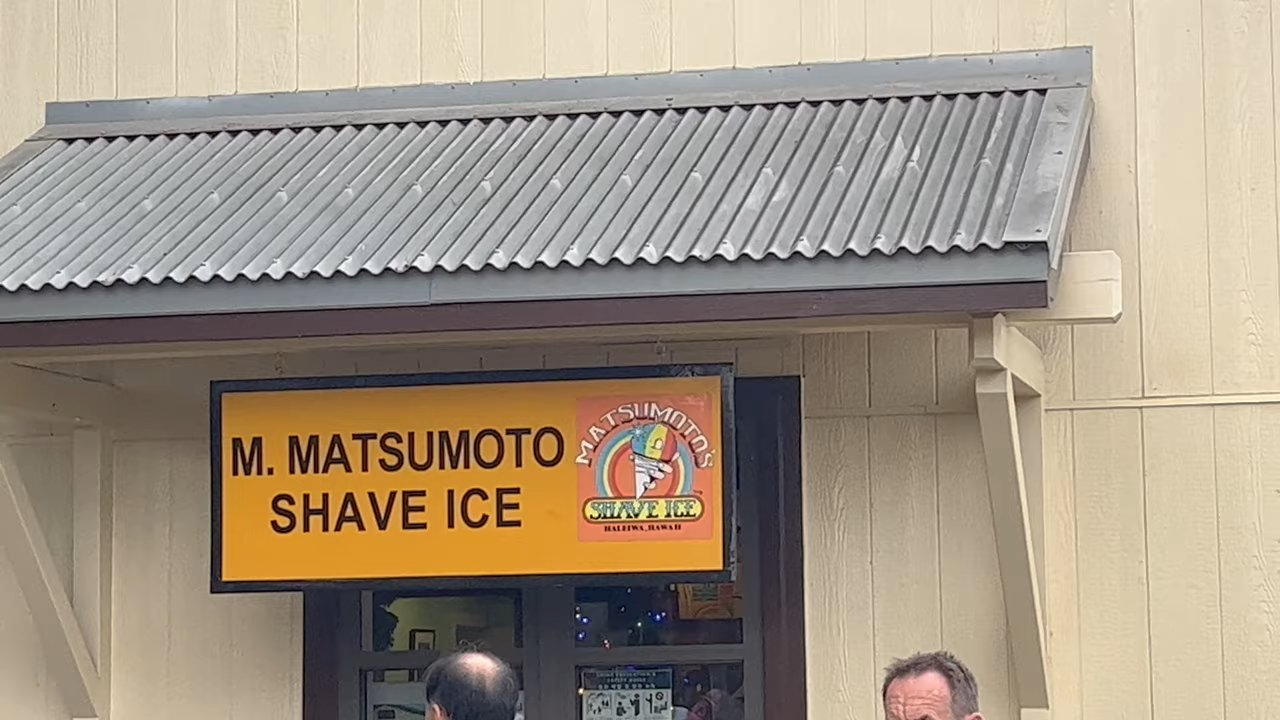 M. MATSUMOTO
SHAVE ICE
MATSUMOTO'S
SHAVE ICE
HALEIWA, HAWAII